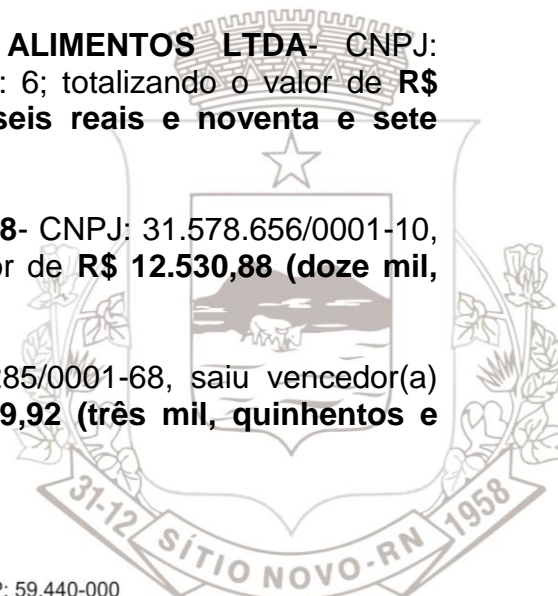 ALIMENTOS LTDA- CNPJ:
: 6; totalizando o valor de R$
seis reais e noventa e sete
8- CNPJ: 31.578.656/0001-10,
or de R$ 12.530,88 (doze mil,
285/0001-68, saiu vencedor(a)
9,92 (três mil, quinhentos e
31-12 SÍTIO NOVO-RN 1958
: 59.440-000